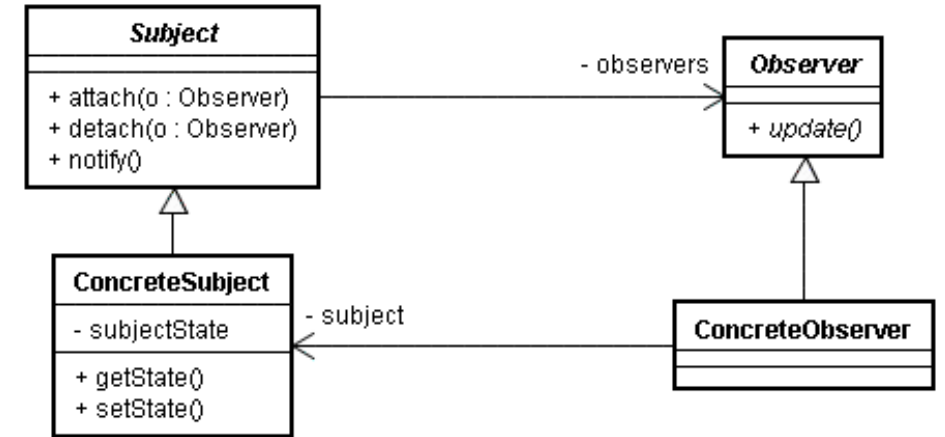 Subject
+ attach(o : Observer)
+ detach(o : Observer)
+ notify()
- observers
Observer
+ update()
ConcreteSubject
- subjectState
+ getState()
+ setState()
- subject
ConcreteObserver